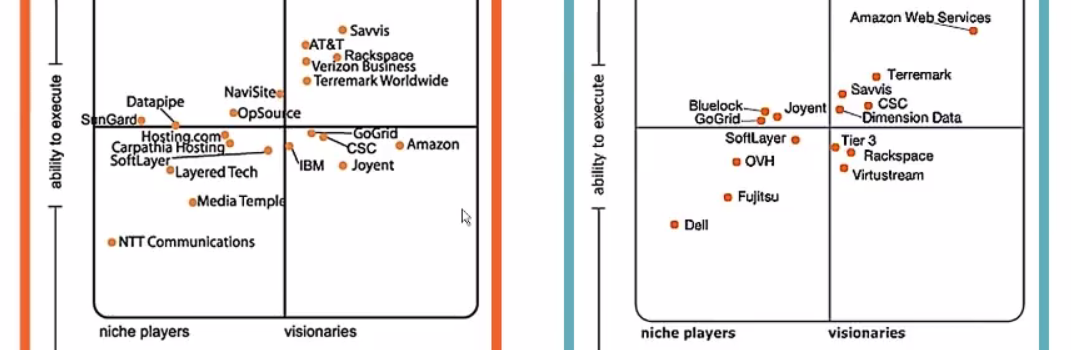 Savvis
AT&T
Rackspace
Verizon Business
Terremark Worldwide
NaviSite
Datapipe
OpSource
SunGard
Hosting.com
GoGrid
Carpathia Hosting
CSC
Amazon
SoftLayer
IBM
Joyent
Layered Tech
Media Temple
NTT Communications
ability to execute
niche players
visionaries
Amazon Web Services
Terremark
Savvis
Bluelock
Joyent
CSC
GoGrid
Dimension Data
SoftLayer
Tier 3
OVH
Rackspace
Virtustream
Fujitsu
Dell
ability to execute
niche players
visionaries